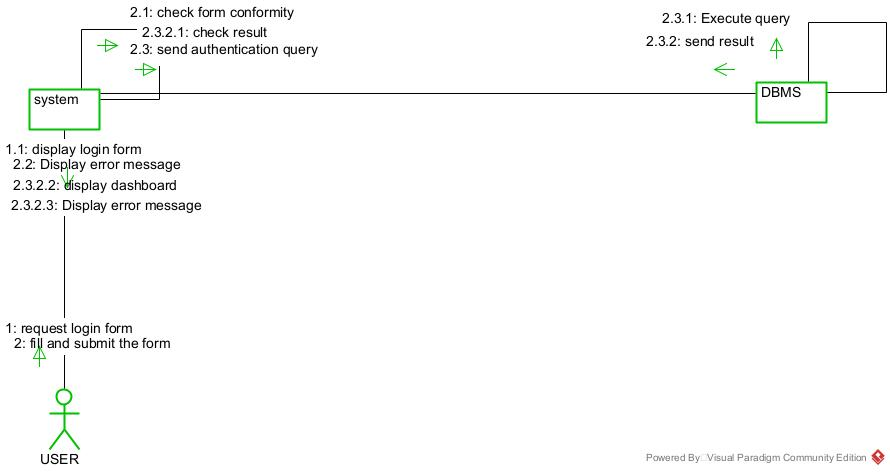 2.1: check form conformity
2.3.2.1: check result
2.3: send authentication query
2.3.1: Execute query
2.3.2: send result
system
DBMS
1.1: display login form
2.2: Display error message
2.3.2.2: display dashboard
2.3.2.3: Display error message
1: request login form
2: fill and submit the form
USER
Powered By Visual Paradigm Community Edition